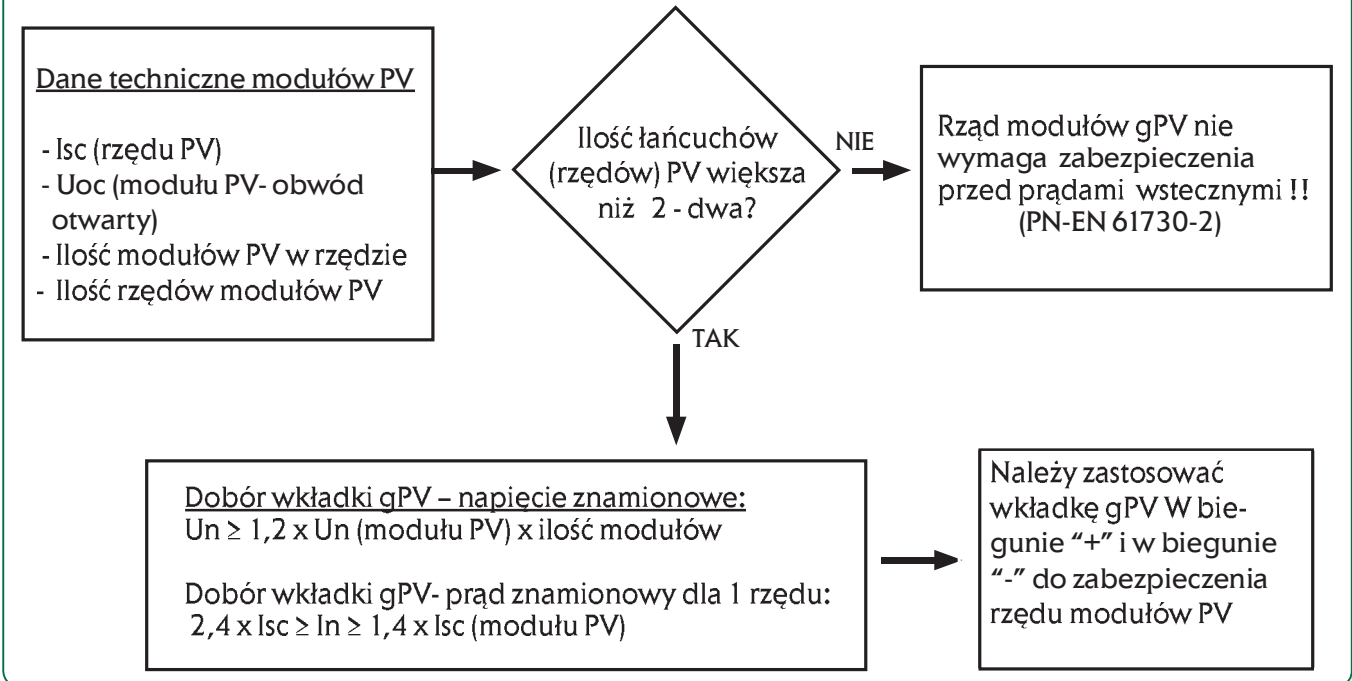 Dane techniczne modułów PV
- Isc (rzędu PV)
- Uoc (modułu PV- obwód
otwarty)
- Ilość modułów PV w rzędzie
- Ilość rzędów modułów PV
Ilość łańcuchów
(rzędów) PV większa
niż 2 - dwa?
NIE
Rząd modułów gPV nie
wymaga zabezpieczenia
przed prądami wstecznymi !!
(PN-EN 61730-2)
TAK
Dobór wkładki gPV – napięcie znamionowe:
Un ≥ 1,2 x Un (modułu PV) x ilość modułów
Dobór wkładki gPV- prąd znamionowy dla 1 rzędu:
2,4 x Isc ≥ In ≥ 1,4 x Isc (modułu PV)
Należy zastosować
wkładkę gPV W bie-
gunie “+” i w biegunie
“-” do zabezpieczenia
rzędu modułów PV